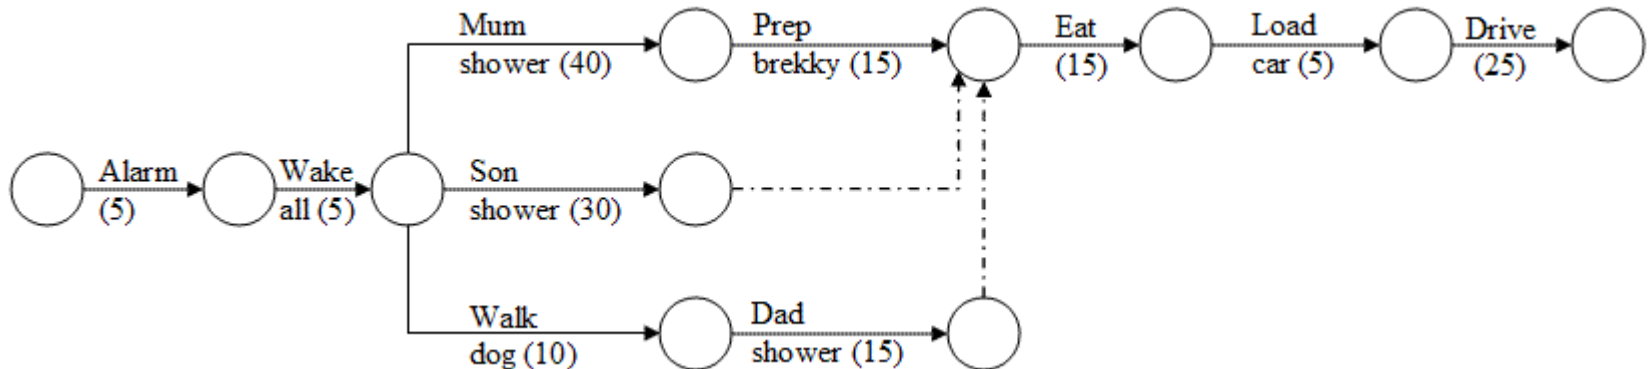 Mum
shower (40)
Prep
brekky (15)
Eat
(15)
Load
car (5)
Drive
(25)
Alarm
(5)
Wake
all (5)
Son
shower (30)
Walk
dog (10)
Dad
shower (15)